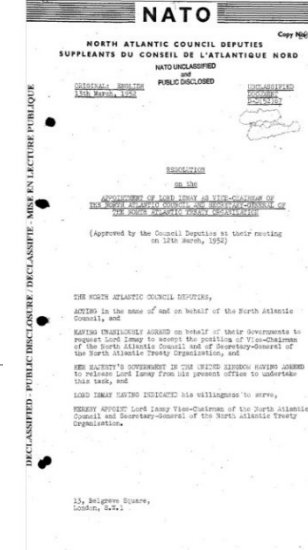 NATO
Copy
NORTH ATLANTIC COUNCIL DEPUTIES
SUPPLEANTS DU CONSEIL DE L'ATLANTIQUE NORD
NATO UNCLASSIFIED
and
PUBLIC DISCLOSED
ORIGINAL: ENGLISH
13th March, 1952
UNCLASSIFIED
DOCUMENT
RESOLUTION
on the
APPOINTMENT OF LORD ISMAY AS VICE-CHAIRMAN OF
THE NORTH ATLANTIC COUNCIL AND SECRETARY-GENERAL OF
THE NORTH ATLANTIC TREATY ORGANISATION
(Approved by the Council Deputies at their meeting
on 12th March, 1952)
THE NORTH ATLANTIC COUNCIL DEPUTIES,
ACTING in the name of and on behalf of the North Atlantic
Council, and
HAVING UNANIMOUSLY AGREED on behalf of their Governments to
request Lord Ismay to accept the position of Vice-Chairman
of the North Atlantic Council and of Secretary-General of
the North Atlantic Treaty Organisation, and
HER MAJESTY'S GOVERNMENT IN THE UNITED KINGDOM HAVING AGREED
to release Lord Ismay from his present office to undertake
this task, and
LORD ISMAY HAVING INDICATED his willingness to serve,
HEREBY APPOINT Lord Ismay Vice-Chairman of the North Atlantic
Council and Secretary-General of the North Atlantic Treaty
Organisation.
13, Belgrave Square,
London, S.W.1
DECLASSIFIED - PUBLIC DISCLOSURE / DECLASSIFIE - MISE EN LECTURE PUBLIQUE